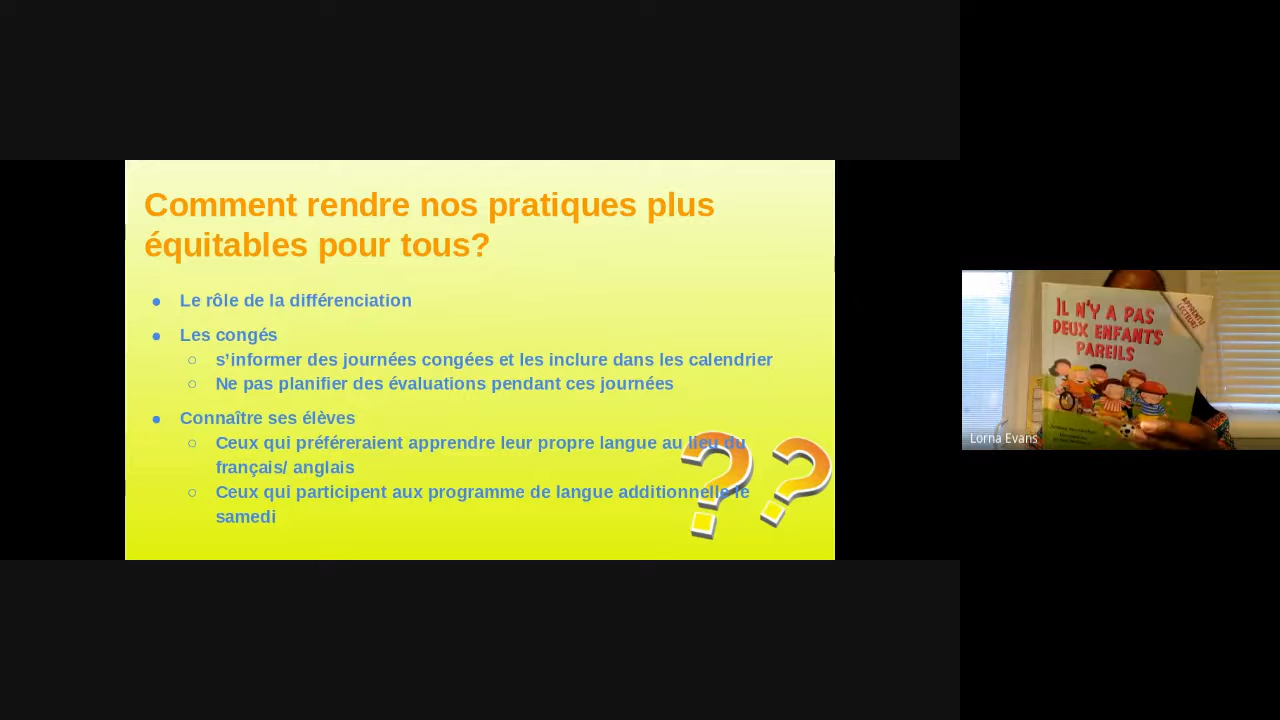 Comment rendre nos pratiques plus
équitables pour tous?
● Le rôle de la différenciation
● Les congés
○ s'informer des journées congées et les inclure dans les calendrier
○ Ne pas planifier des évaluations pendant ces journées
● Connaître ses élèves
○ Ceux qui préféreraient apprendre leur propre langue au lieu du
français/ anglais
○ Ceux qui participent aux programme de langue additionnelle le
samedi
IL N'Y A PAS
DEUX ENFANTS
PAREILS
APPRENTIS
LECTEURS
Lorna Evans